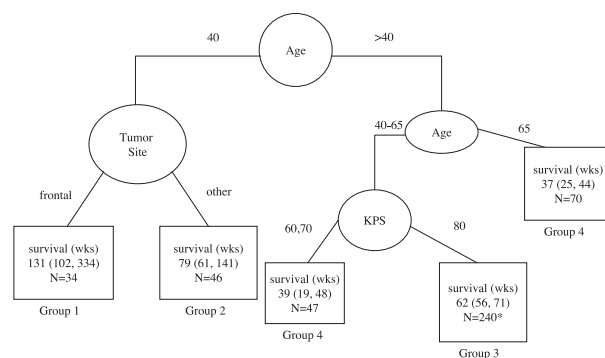 40
Age
>40
Tumor
Site
40-65
Age
65
frontal
other
60,70
KPS
80
survival (wks)
131 (102, 334)
N=34
Group 1
survival (wks)
79 (61, 141)
N=46
Group 2
survival (wks)
39 (19, 48)
N=47
Group 4
survival (wks)
62 (56, 71)
N=240*
Group 3
survival (wks)
37 (25, 44)
N=70
Group 4